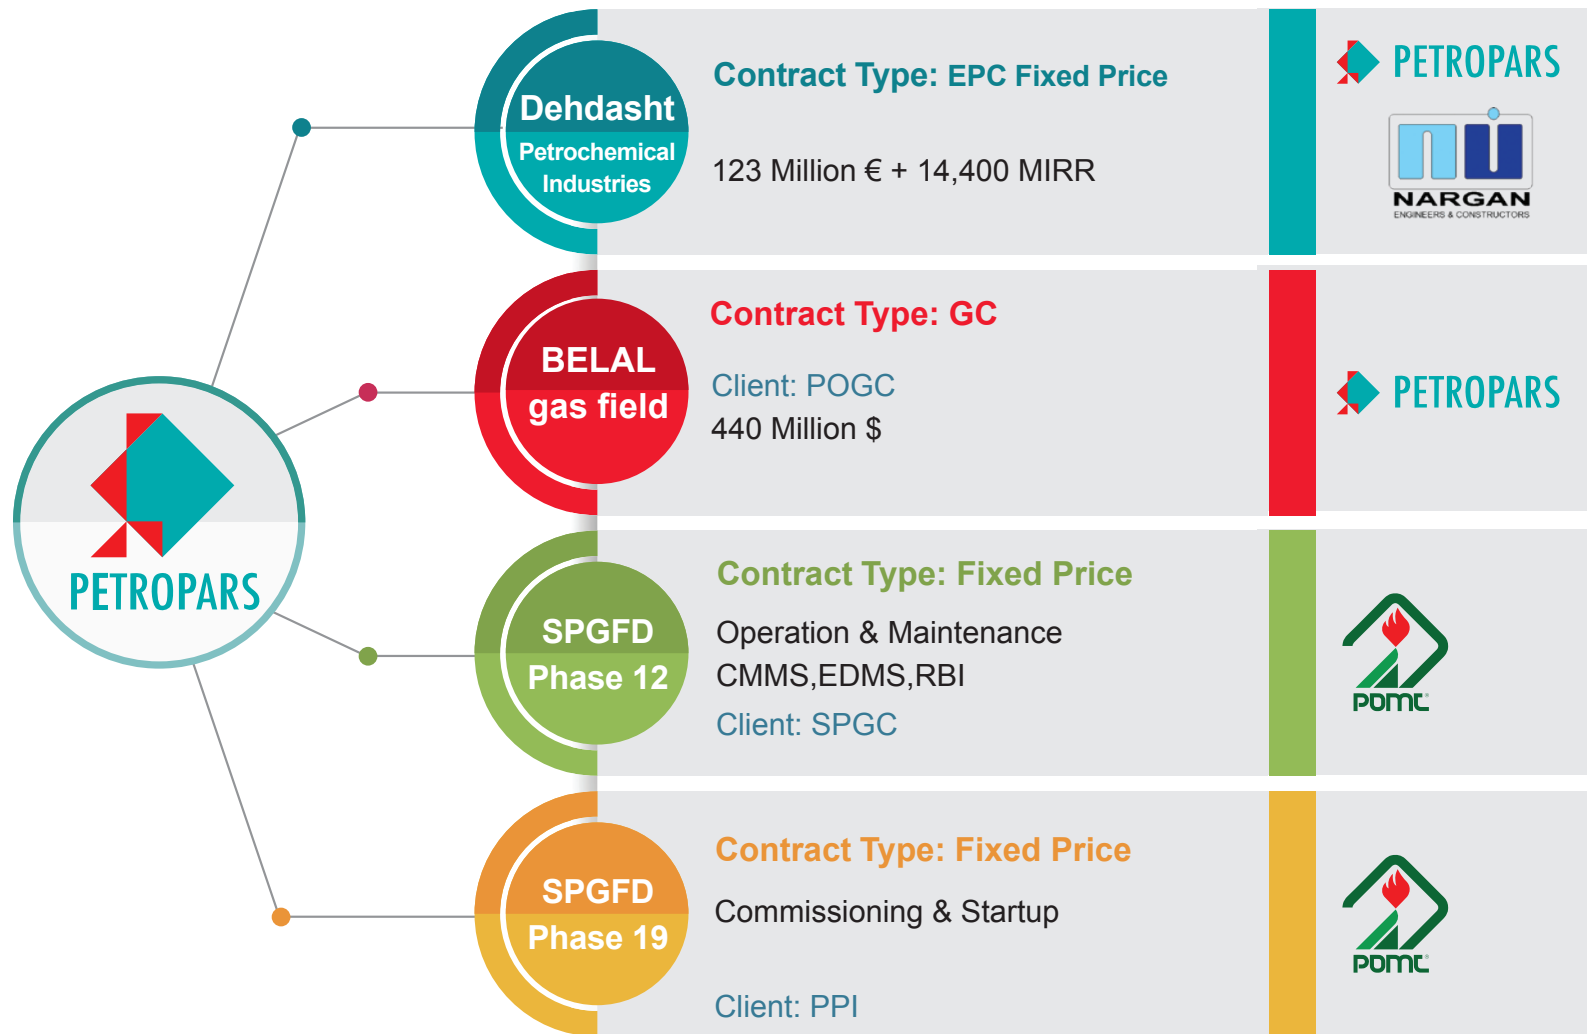 PETROPARS
Dehdasht
Petrochemical
Industries
Contract Type: EPC Fixed Price
123 Million € + 14,400 MIRR
PETROPARS
NARGAN
ENGINEERS & CONSTRUCTORS
BELAL
gas field
Contract Type: GC
Client: POGC
440 Million $
PETROPARS
SPGFD
Phase 12
Contract Type: Fixed Price
Operation & Maintenance
CMMS,EDMS,RBI
Client: SPGC
POMC
SPGFD
Phase 19
Contract Type: Fixed Price
Commissioning & Startup
Client: PPI
POMC